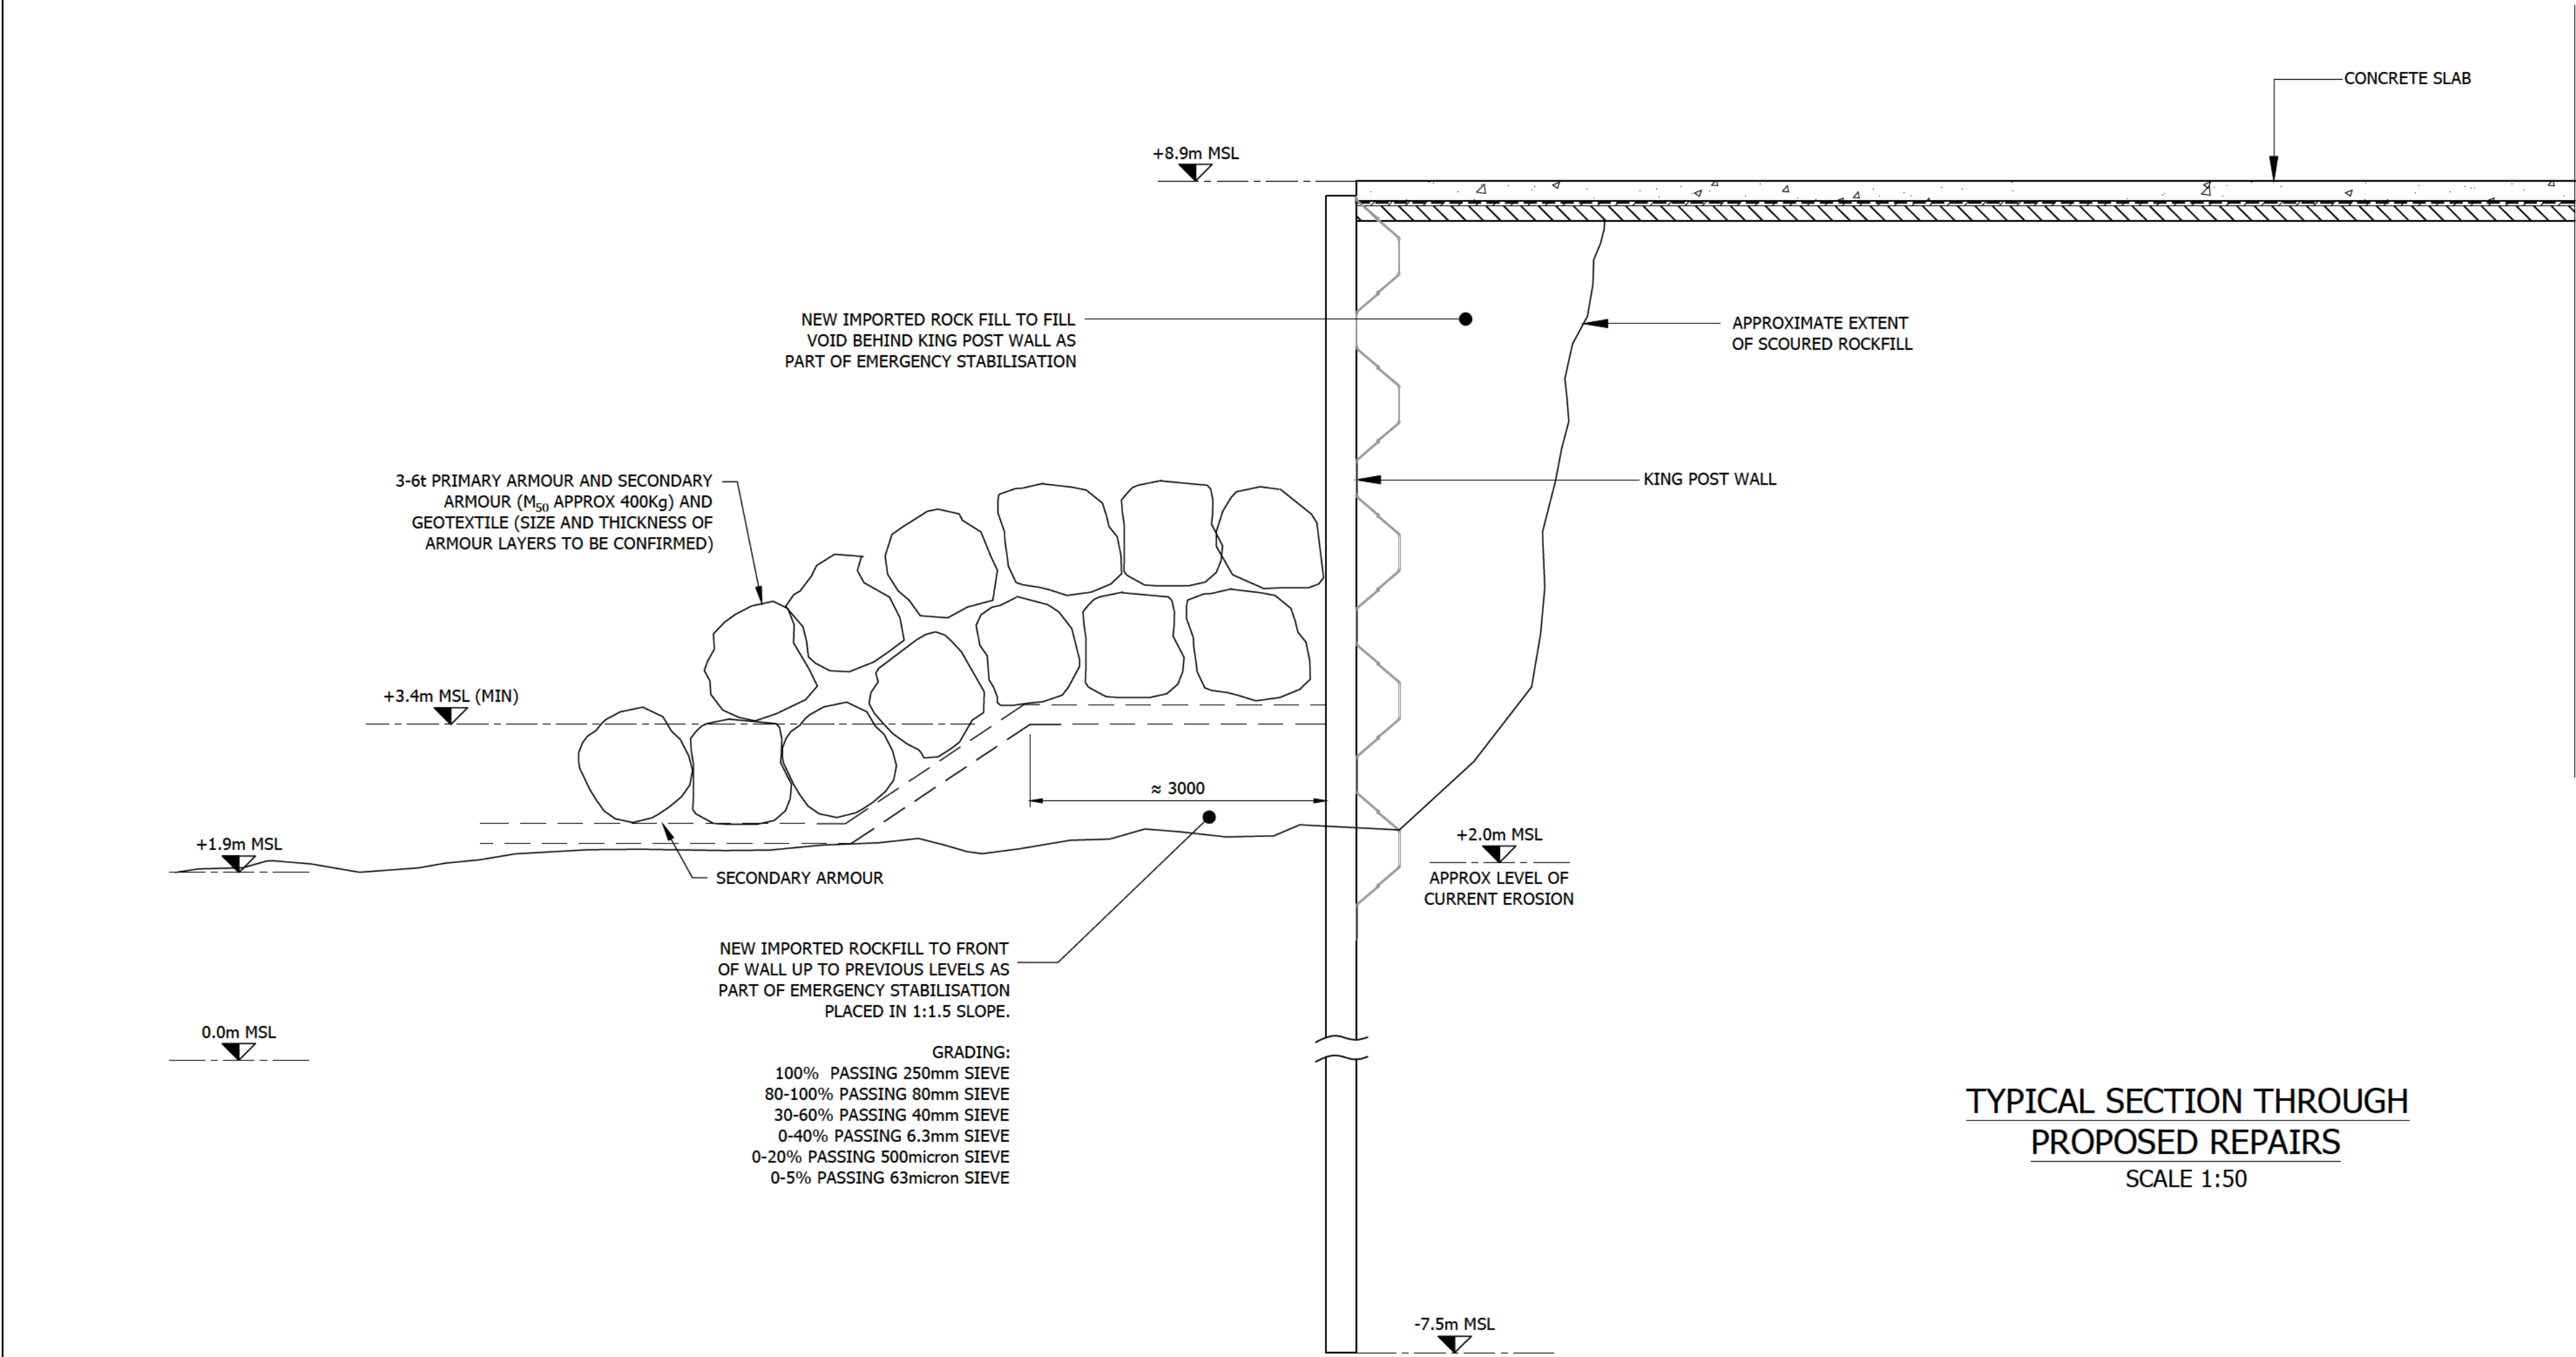 CONCRETE SLAB
+8.9m MSL
NEW IMPORTED ROCK FILL TO FILL
VOID BEHIND KING POST WALL AS
PART OF EMERGENCY STABILISATION
APPROXIMATE EXTENT
OF SCOURED ROCKFILL
3-6t PRIMARY ARMOUR AND SECONDARY
ARMOUR (M50 APPROX 400Kg) AND
GEOTEXTILE (SIZE AND THICKNESS OF
ARMOUR LAYERS TO BE CONFIRMED)
KING POST WALL
+3.4m MSL (MIN)
≈ 3000
+1.9m MSL
+2.0m MSL
APPROX LEVEL OF
CURRENT EROSION
SECONDARY ARMOUR
NEW IMPORTED ROCKFILL TO FRONT
OF WALL UP TO PREVIOUS LEVELS AS
PART OF EMERGENCY STABILISATION
PLACED IN 1:1.5 SLOPE.
0.0m MSL
GRADING:
100% PASSING 250mm SIEVE
80-100% PASSING 80mm SIEVE
30-60% PASSING 40mm SIEVE
0-40% PASSING 6.3mm SIEVE
0-20% PASSING 500micron SIEVE
0-5% PASSING 63micron SIEVE
TYPICAL SECTION THROUGH
PROPOSED REPAIRS
SCALE 1:50
-7.5m MSL